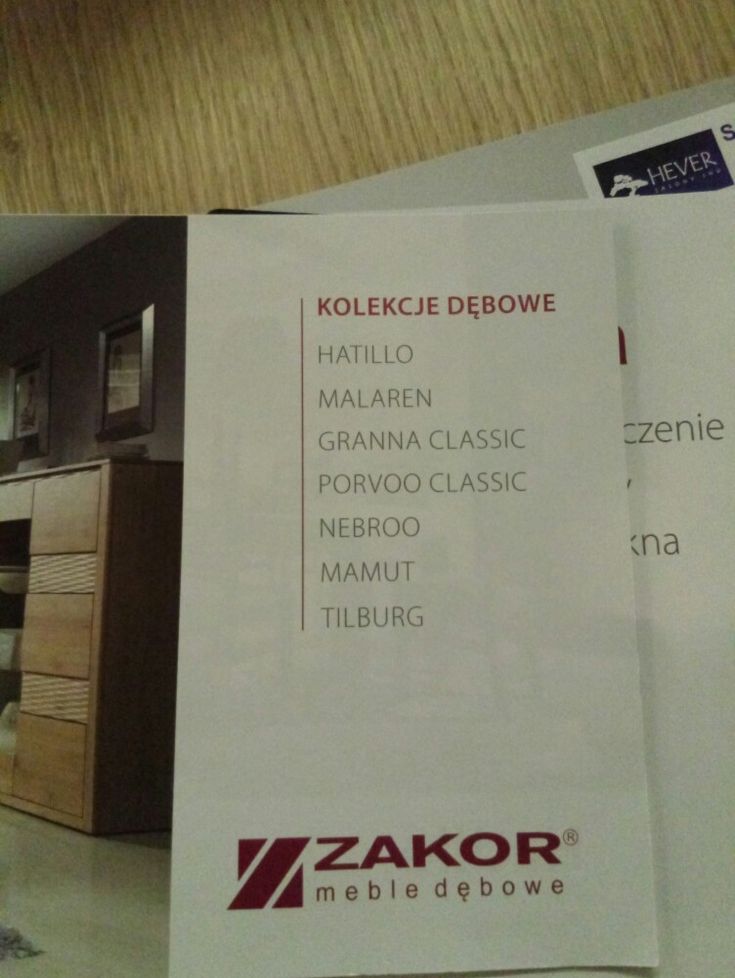 HEVER
KOLEKCJE DĘBOWE
HATILLO
MALAREN
GRANNA CLASSIC
PORVOO CLASSIC
NEBROO
MAMUT
TILBURG
czenie
kna
ZAKOR®
meble dębowe